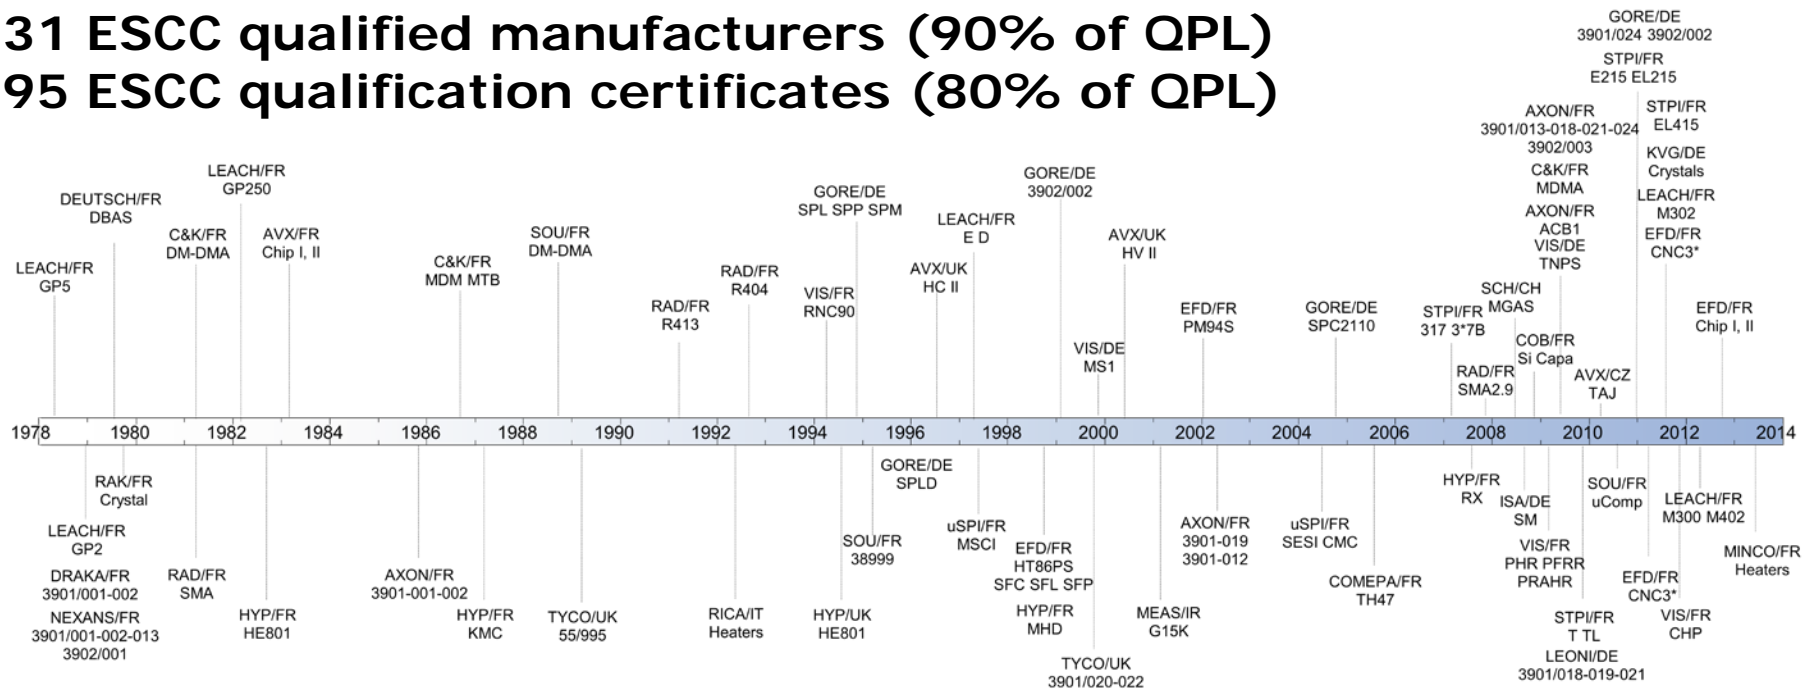 31 ESCC qualified manufacturers (90% of QPL)
95 ESCC qualification certificates (80% of QPL)
LEACH/FR
GP5
DEUTSCH/FR
DBAS
C&K/FR
DM-DMA
LEACH/FR
GP250
AVX/FR
Chip I, II
C&K/FR
MDM MTB
SOU/FR
DM-DMA
RAD/FR
R413
RAD/FR
R404
VIS/FR
RNC90
GORE/DE
SPL SPP SPM
AVX/UK
HC II
LEACH/FR
E D
GORE/DE
3902/002
VIS/DE
MS1
AVX/UK
HV II
EFD/FR
PM94S
GORE/DE
SPC2110
STPI/FR
317 3*7B
RAD/FR
SMA2.9
SCH/CH
MGAS
COB/FR
Si Capa
AXON/FR
3901/013-018-021-024
3902/003
C&K/FR
MDMA
AXON/FR
ACB1
VIS/DE
TNPS
AVX/CZ
TAJ
GORE/DE
3901/024 3902/002
STPI/FR
E215 EL215
STPI/FR
EL415
KVG/DE
Crystals
LEACH/FR
M302
EFD/FR
CNC3*
EFD/FR
Chip I, II
1978 1980 1982 1984 1986 1988 1990 1992 1994 1996 1998 2000 2002 2004 2006 2008 2010 2012 2014
RAK/FR
Crystal
LEACH/FR
GP2
DRAKA/FR
3901/001-002
NEXANS/FR
3901/001-002-013
3902/001
RAD/FR
SMA
HYP/FR
HE801
AXON/FR
3901-001-002
HYP/FR
KMC
TYCO/UK
55/995
RICA/IT
Heaters
HYP/UK
HE801
SOU/FR
38999
GORE/DE
SPLD
uSPI/FR
MSCI
EFD/FR
HT86PS
SFC SFL SFP
HYP/FR
MHD
TYCO/UK
3901/020-022
MEAS/IR
G15K
AXON/FR
3901-019
3901-012
uSPI/FR
SESI CMC
COMEPA/FR
TH47
HYP/FR
RX
ISA/DE
SM
VIS/FR
PHR PFRR
PRAHR
STPI/FR
T TL
LEONI/DE
3901/018-019-021
SOU/FR
uComp
EFD/FR
CNC3*
VIS/FR
CHP
LEACH/FR
M300 M402
MINCO/FR
Heaters